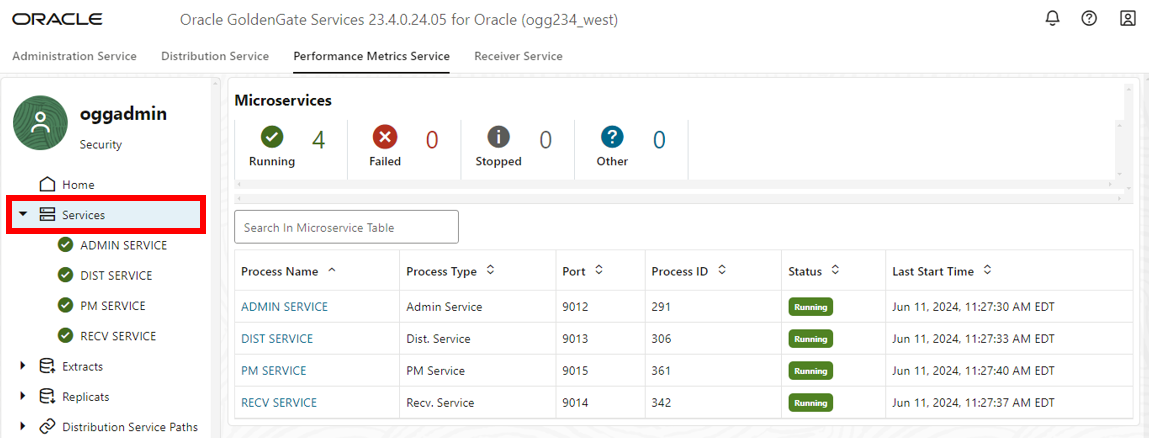 ORACLE Oracle GoldenGate Services 23.4.0.24.05 for Oracle (ogg234_west)
Administration Service Distribution Service Performance Metrics Service Receiver Service
oggadmin
Security
Home
Services
ADMIN SERVICE
DIST SERVICE
PM SERVICE
RECV SERVICE
Extracts
Replicats
Distribution Service Paths
Microservices
4 0 0 0
Running Failed Stopped Other
Search In Microservice Table
Process Name Process Type Port Process ID Status Last Start Time
ADMIN SERVICE Admin Service 9012 291 Running Jun 11, 2024, 11:27:30 AM EDT
DIST SERVICE Dist. Service 9013 306 Running Jun 11, 2024, 11:27:33 AM EDT
PM SERVICE PM Service 9015 361 Running Jun 11, 2024, 11:27:40 AM EDT
RECV SERVICE Recv. Service 9014 342 Running Jun 11, 2024, 11:27:37 AM EDT